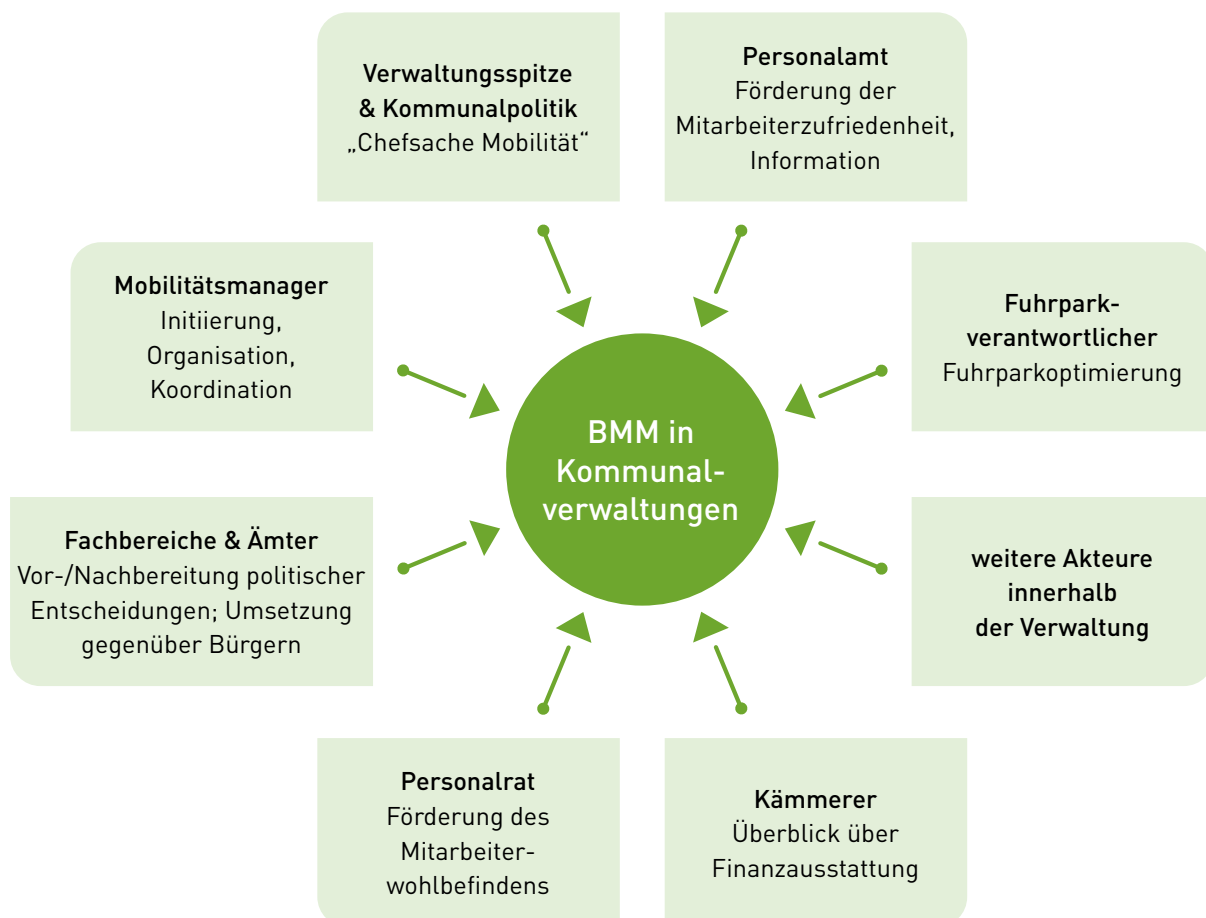 Verwaltungsspitze
& Kommunalpolitik
„Chefsache Mobilität“
Personalamt
Förderung der
Mitarbeiterzufriedenheit,
Information
Mobilitätsmanager
Initiierung,
Organisation,
Koordination
Fuhrpark-
verantwortlicher
Fuhrparkoptimierung
BMM in
Kommunal-
verwaltungen
Fachbereiche & Ämter
Vor-/Nachbereitung politischer
Entscheidungen; Umsetzung
gegenüber Bürgern
weitere Akteure
innerhalb
der Verwaltung
Personalrat
Förderung des
Mitarbeiter-
wohlbefindens
Kämmerer
Überblick über
Finanzausstattung